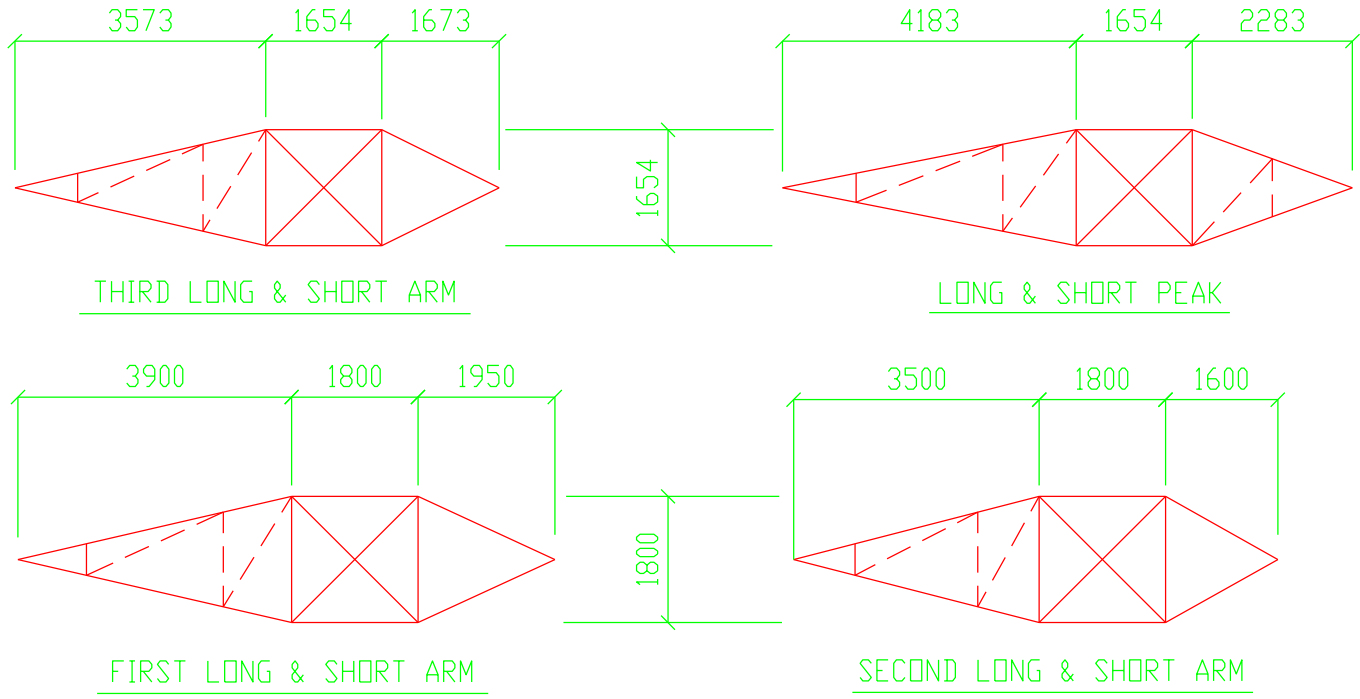 3573 1654 1673
4183 1654 2283
1654
THIRD LONG & SHORT ARM
LONG & SHORT PEAK
3900 1800 1950
3500 1800 1600
1800
FIRST LONG & SHORT ARM
SECOND LONG & SHORT ARM